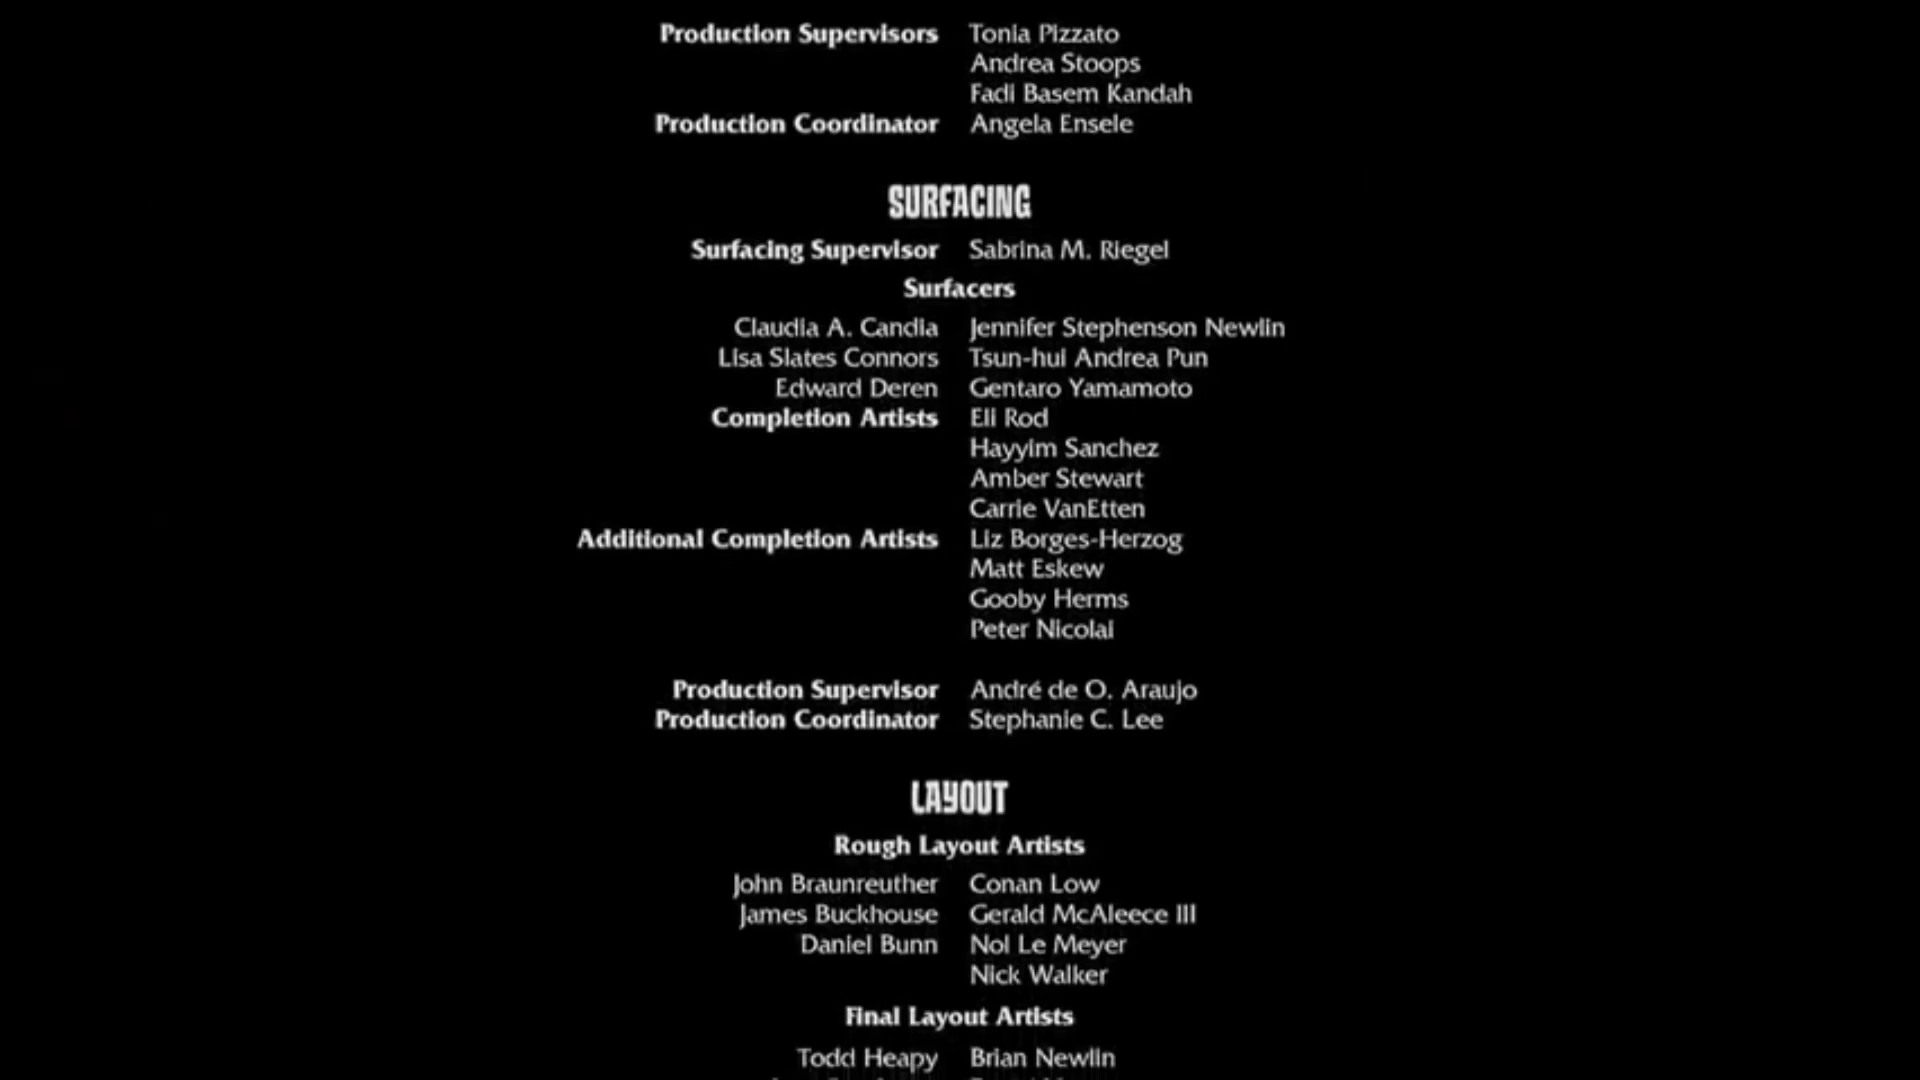 Production Supervisors Tonia Pizzato
Andrea Stoops
Fadi Basem Kandah
Production Coordinator Angela Ensele
SURFACING
Surfacing Supervisor Sabrina M. Riegel
Surfacers
Claudia A. Candia Jennifer Stephenson Newlin
Lisa Slates Connors Tsun-hui Andrea Pun
Edward Deren Gentaro Yamamoto
Completion Artists Eli Rod
Hayyim Sanchez
Amber Stewart
Carrie VanEtten
Additional Completion Artists Liz Borges-Herzog
Matt Eskew
Gooby Herms
Peter Nicolai
Production Supervisor André de O. Araujo
Production Coordinator Stephanie C. Lee
LAYOUT
Rough Layout Artists
John Braunreuther Conan Low
James Buckhouse Gerald McAleece III
Daniel Bunn Nol Le Meyer
Nick Walker
Final Layout Artists
Todd Heapy Brian Newlin